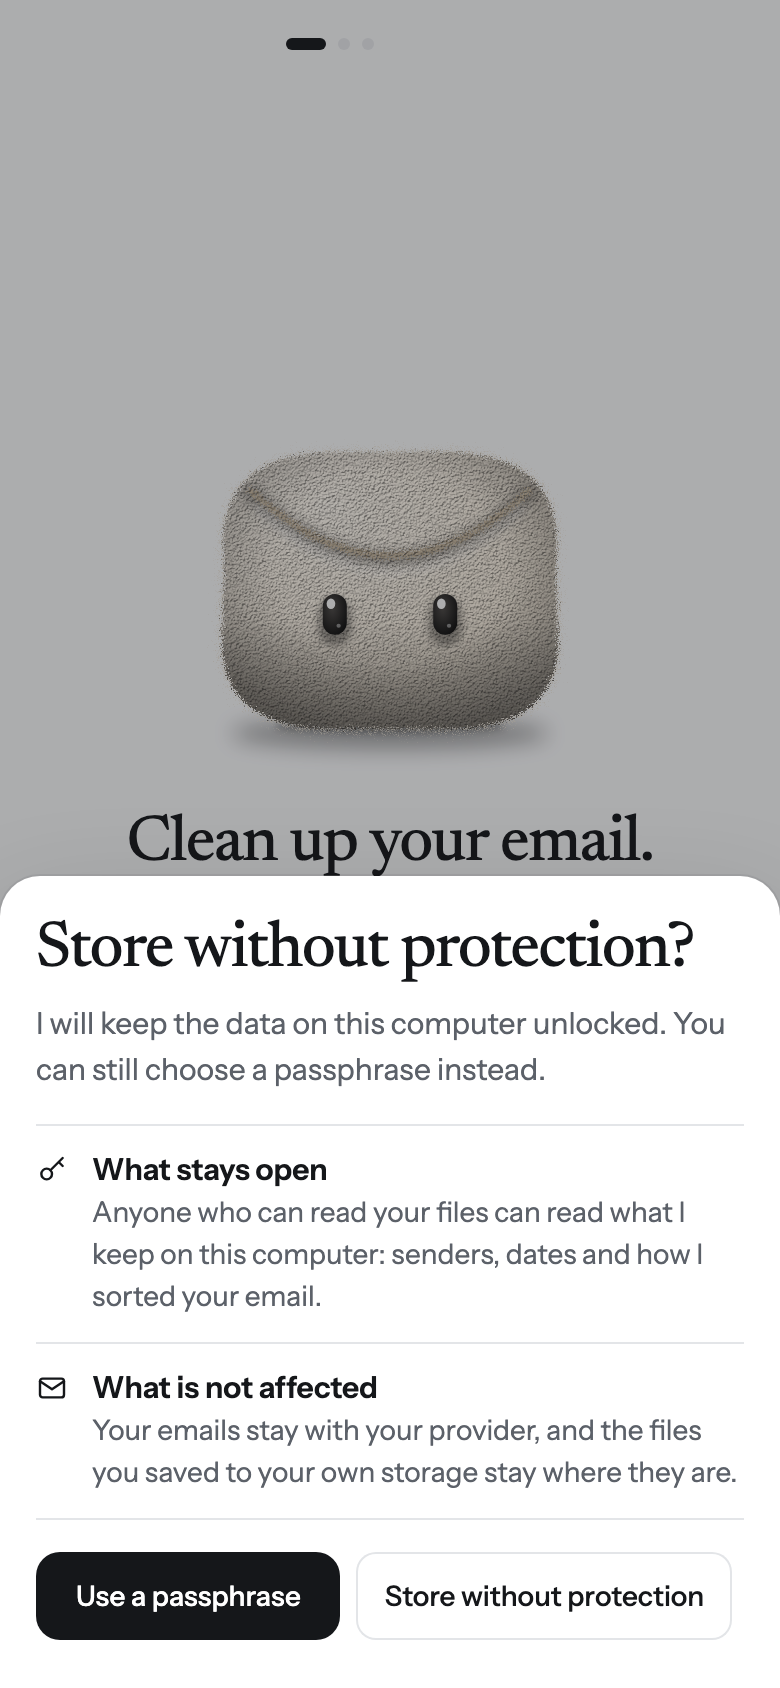 Clean up your email.
Store without protection?
I will keep the data on this computer unlocked. You
can still choose a passphrase instead.
What stays open
Anyone who can read your files can read what I
keep on this computer: senders, dates and how I
sorted your email.
What is not affected
Your emails stay with your provider, and the files
you saved to your own storage stay where they are.
Use a passphrase
Store without protection